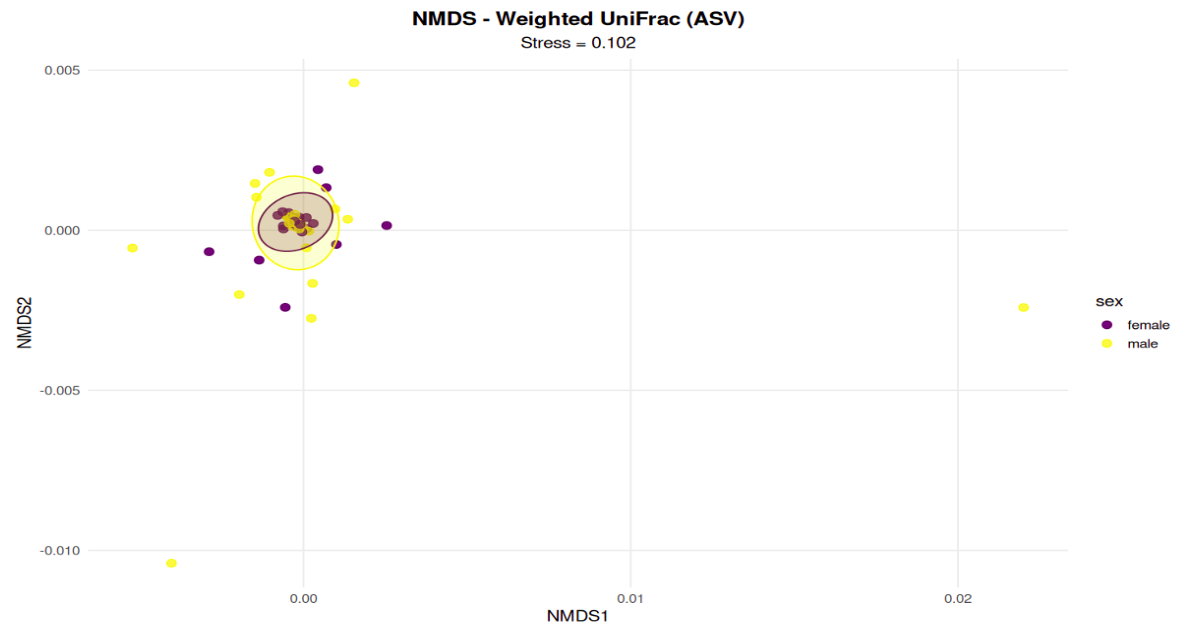 NMDS - Weighted UniFrac (ASV)
Stress = 0.102
0.005
0.000
-0.005
-0.010
NMDS2
0.00
0.01
0.02
NMDS1
sex
female
male